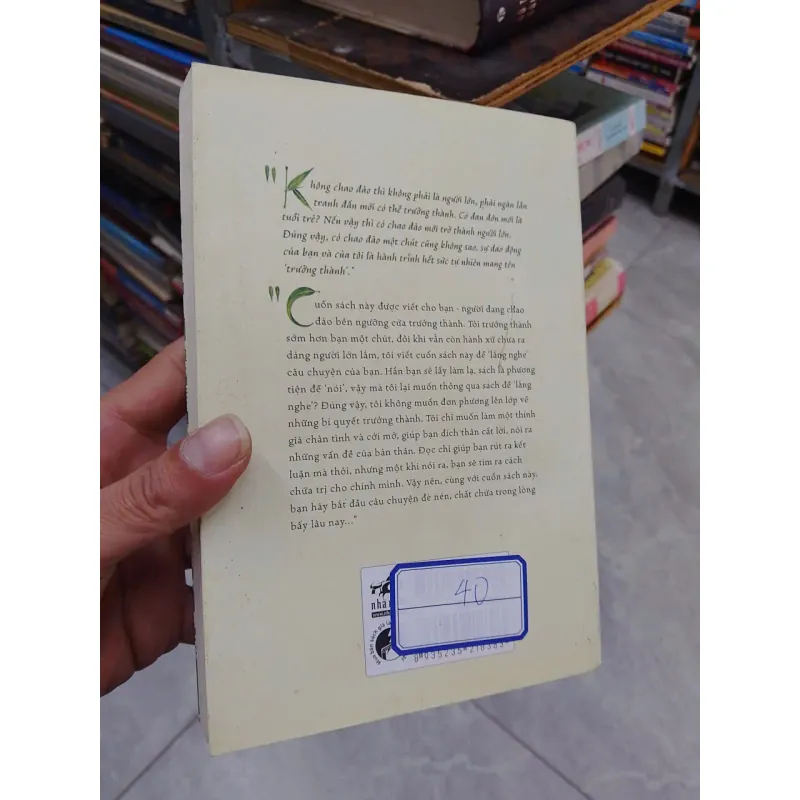 "Không chao đảo thì không phải là người lớn, phải ngàn lần
tranh đấu mới có thể trưởng thành. Có đau đớn mới là
tuổi trẻ? Nếu vậy thì có chao đảo mới trở thành người lớn.
Đúng vậy, có chao đảo một chút cũng không sao, sự dao động
của bạn và của tôi là hành trình hết sức tự nhiên mang tên
'trưởng thành'."
"Cuốn sách này được viết cho bạn - người đang chao
đảo bên ngưỡng cửa trưởng thành. Tôi trưởng thành
sớm hơn bạn một chút, đôi khi vẫn còn hành xử chưa ra
dáng người lớn lắm, tôi viết cuốn sách này để 'lắng nghe'
câu chuyện của bạn. Hẳn bạn sẽ lấy làm lạ, sách là phương
tiện để 'nói', vậy mà tôi lại muốn thông qua sách để 'lắng
nghe'? Đúng vậy, tôi không muốn đơn phương lên lớp về
những bí quyết trưởng thành. Tôi chỉ muốn làm một thính
giả chân tình và cởi mở, giúp bạn đích thân cất lời, nói ra
những vấn đề của bản thân. Đọc chỉ giúp bạn rút ra kết
luận mà thôi, nhưng một khi nói ra, bạn sẽ tìm ra cách
chữa trị cho chính mình. Vậy nên, cùng với cuốn sách này,
bạn hãy bắt đầu câu chuyện đè nén, chất chứa trong lòng
bấy lâu nay..."
40
nhã